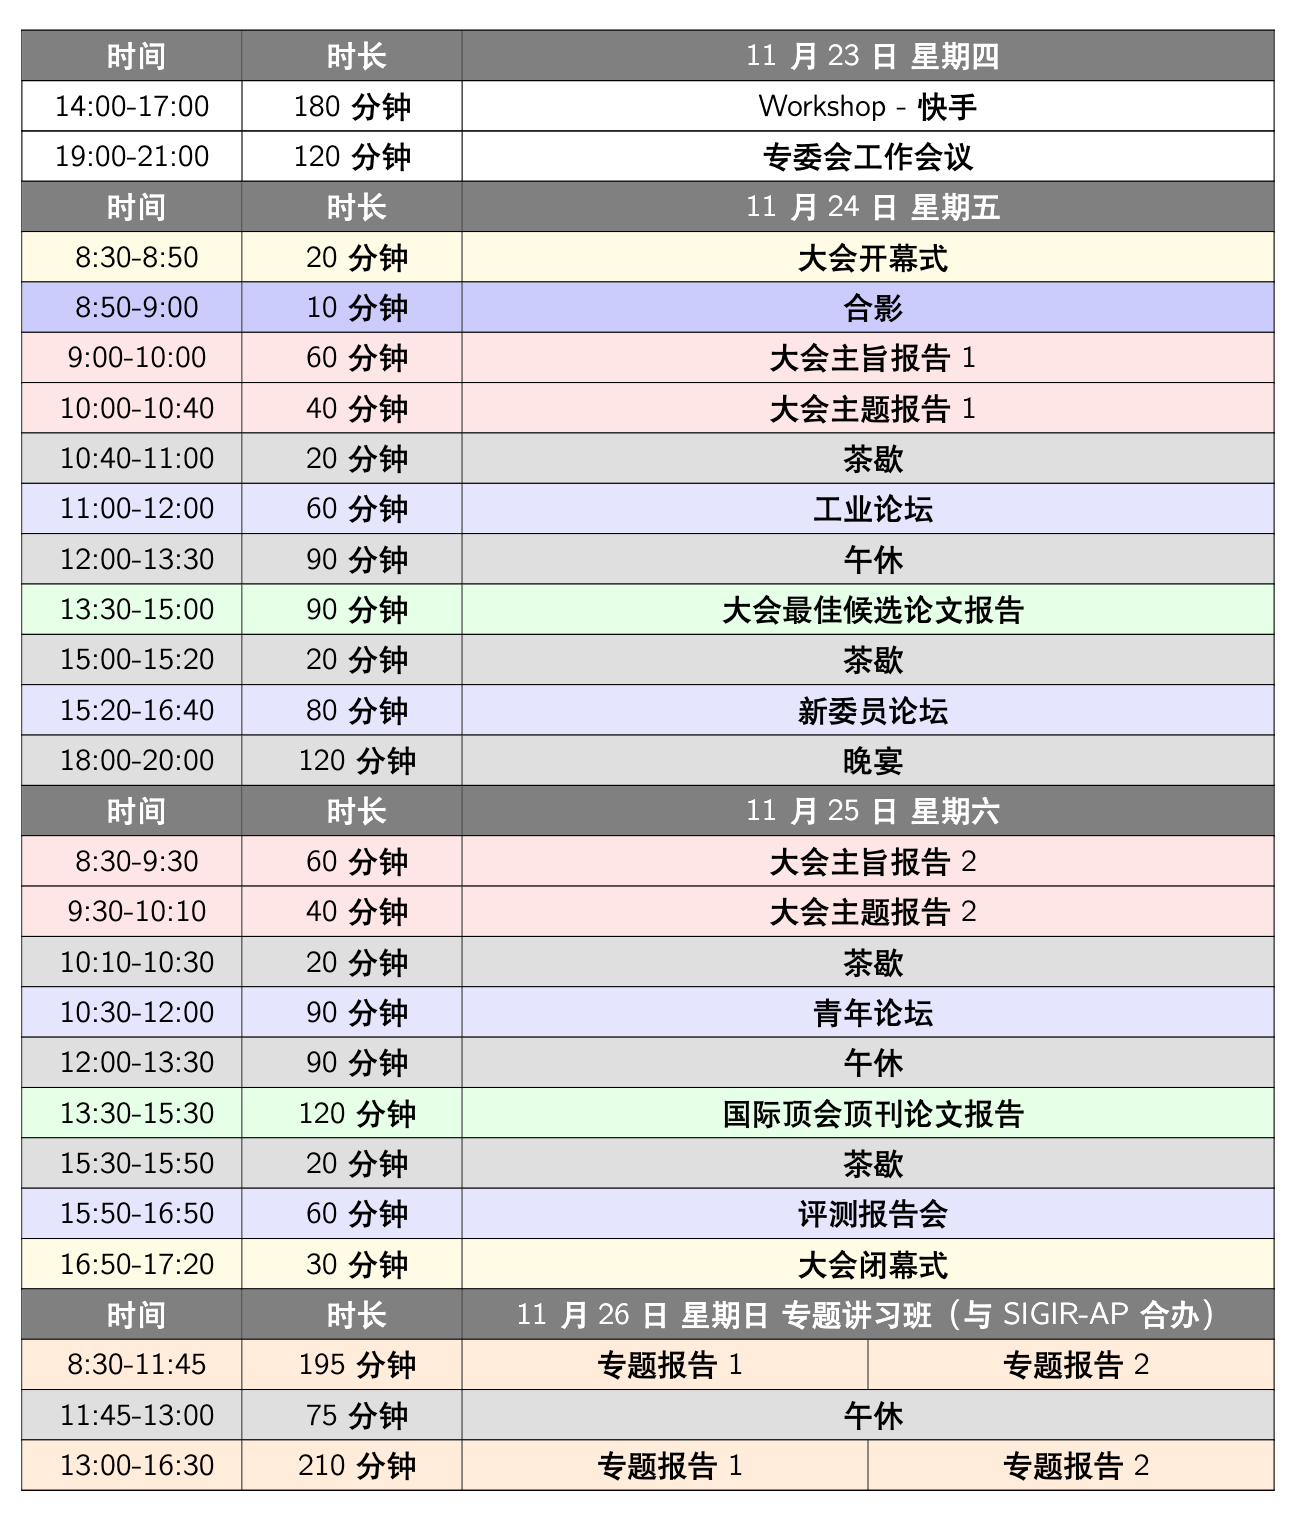 时间 时长 11 月 23 日 星期四
14:00-17:00 180 分钟 Workshop - 快手
19:00-21:00 120 分钟 专委会工作会议
时间 时长 11 月 24 日 星期五
8:30-8:50 20 分钟 大会开幕式
8:50-9:00 10 分钟 合影
9:00-10:00 60 分钟 大会主旨报告 1
10:00-10:40 40 分钟 大会主题报告 1
10:40-11:00 20 分钟 茶歇
11:00-12:00 60 分钟 工业论坛
12:00-13:30 90 分钟 午休
13:30-15:00 90 分钟 大会最佳候选论文报告
15:00-15:20 20 分钟 茶歇
15:20-16:40 80 分钟 新委员论坛
18:00-20:00 120 分钟 晚宴
时间 时长 11 月 25 日 星期六
8:30-9:30 60 分钟 大会主旨报告 2
9:30-10:10 40 分钟 大会主题报告 2
10:10-10:30 20 分钟 茶歇
10:30-12:00 90 分钟 青年论坛
12:00-13:30 90 分钟 午休
13:30-15:30 120 分钟 国际顶会顶刊论文报告
15:30-15:50 20 分钟 茶歇
15:50-16:50 60 分钟 评测报告会
16:50-17:20 30 分钟 大会闭幕式
时间 时长 11 月 26 日 星期日 专题讲习班（与 SIGIR-AP 合办）
8:30-11:45 195 分钟 专题报告 1 专题报告 2
11:45-13:00 75 分钟 午休
13:00-16:30 210 分钟 专题报告 1 专题报告 2